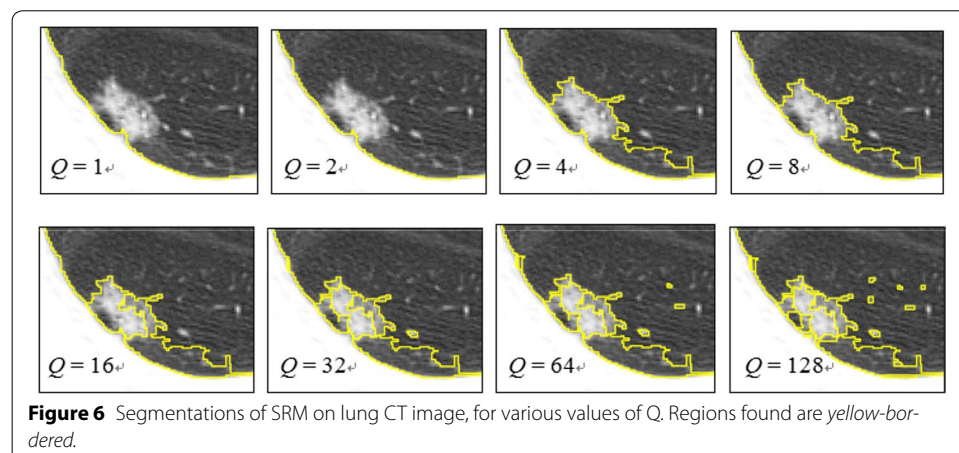 Q = 1↵
Q = 2↵
Q = 4↵
Q = 8↵
Q = 16↵
Q = 32↵
Q = 64↵
Q = 128↵
Figure 6 Segmentations of SRM on lung CT image, for various values of Q. Regions found are yellow-bor-
dered.